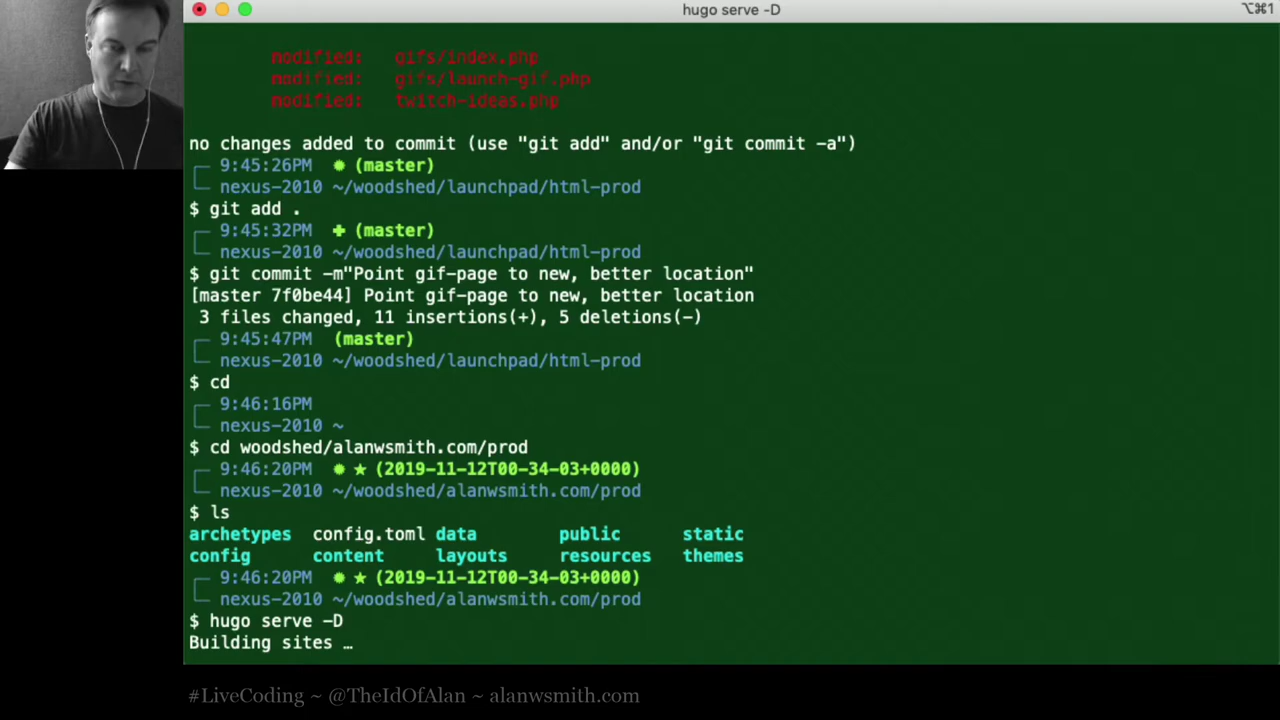 hugo serve -D
⌥⌘1
modified:   gifs/index.php
modified:   gifs/launch-gif.php
modified:   twitch-ideas.php
no changes added to commit (use "git add" and/or "git commit -a")
9:45:26PM  ✹ (master)
nexus-2010 ~/woodshed/launchpad/html-prod
$ git add .
9:45:32PM  ✚ (master)
nexus-2010 ~/woodshed/launchpad/html-prod
$ git commit -m"Point gif-page to new, better location"
[master 7f0be44] Point gif-page to new, better location
 3 files changed, 11 insertions(+), 5 deletions(-)
9:45:47PM  (master)
nexus-2010 ~/woodshed/launchpad/html-prod
$ cd
9:46:16PM
nexus-2010 ~
$ cd woodshed/alanwsmith.com/prod
9:46:20PM  ✹ ★ (2019-11-12T00-34-03+0000)
nexus-2010 ~/woodshed/alanwsmith.com/prod
$ ls
archetypes  config.toml data        public      static
config      content     layouts     resources   themes
9:46:20PM  ✹ ★ (2019-11-12T00-34-03+0000)
nexus-2010 ~/woodshed/alanwsmith.com/prod
$ hugo serve -D
Building sites …
#LiveCoding ~ @TheIdOfAlan ~ alanwsmith.com